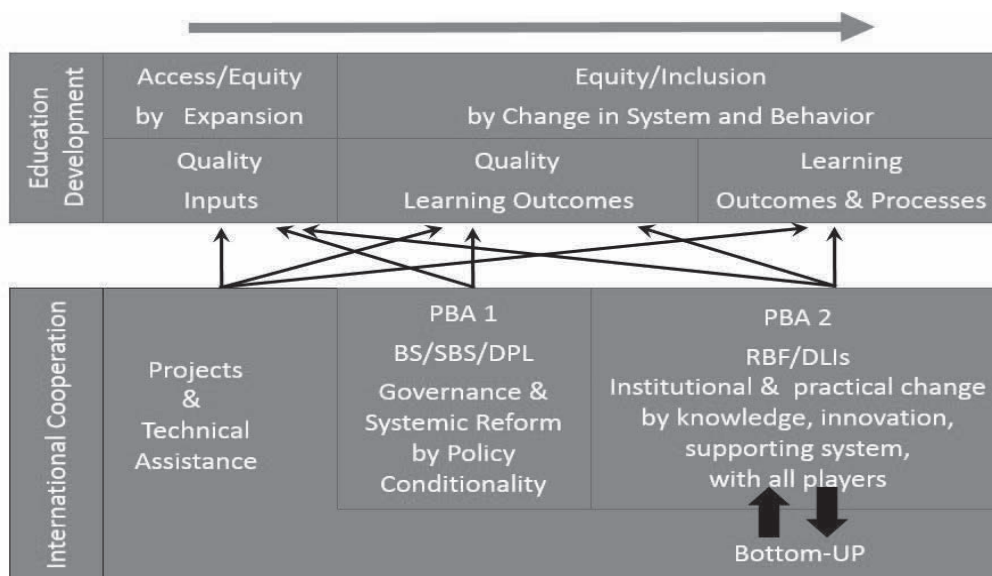 Education
Development
Access/Equity
by Expansion
Equity/Inclusion
by Change in System and Behavior
Quality
Inputs
Quality
Learning Outcomes
Learning
Outcomes & Processes
International Cooperation
Projects
&
Technical
Assistance
PBA 1
BS/SBS/DPL
Governance &
Systemic Reform
by Policy
Conditionality
PBA 2
RBF/DLIs
Institutional & practical change
by knowledge, innovation,
supporting system,
with all players
Bottom-UP